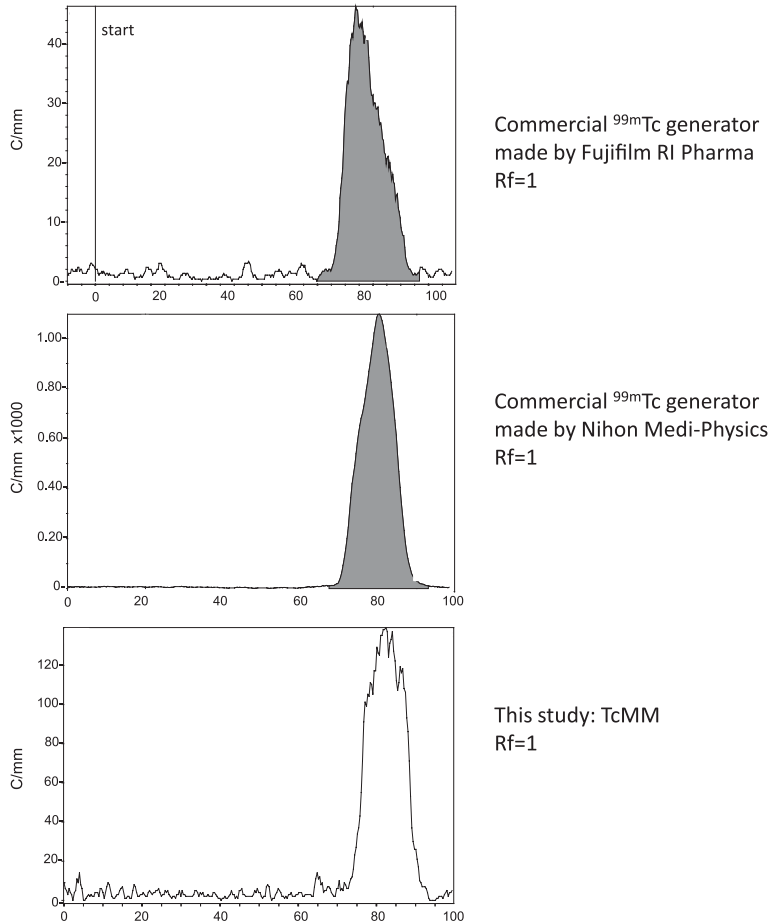 start
C/mm
40
30
20
10
0
0 20 40 60 80 100
Commercial ⁹⁹ᵐTc generator
made by Fujifilm RI Pharma
Rf=1
C/mm x1000
1.00
0.80
0.60
0.40
0.20
0
0 20 40 60 80 100
Commercial ⁹⁹ᵐTc generator
made by Nihon Medi-Physics
Rf=1
C/mm
120
100
80
60
40
20
0
0 20 40 60 80 100
This study: TcMM
Rf=1